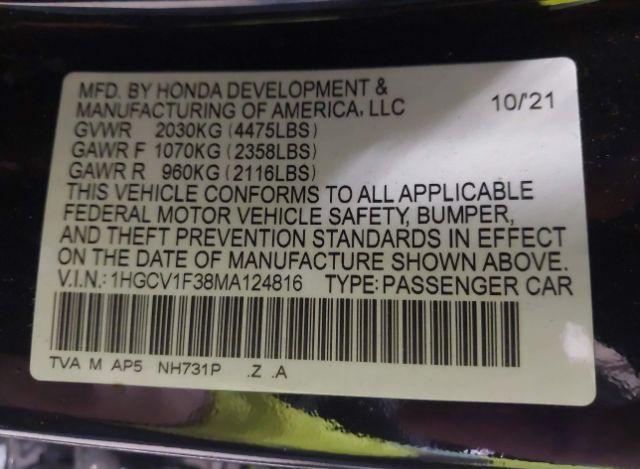 MFD. BY HONDA DEVELOPMENT &
MANUFACTURING OF AMERICA, LLC 10/'21
GVWR 2030KG (4475LBS)
GAWR F 1070KG (2358LBS)
GAWR R 960KG (2116LBS)
THIS VEHICLE CONFORMS TO ALL APPLICABLE
FEDERAL MOTOR VEHICLE SAFETY, BUMPER,
AND THEFT PREVENTION STANDARDS IN EFFECT
ON THE DATE OF MANUFACTURE SHOWN ABOVE.
V.I.N.: 1HGCV1F38MA124816 TYPE: PASSENGER CAR
TVA M AP5 NH731P .Z .A